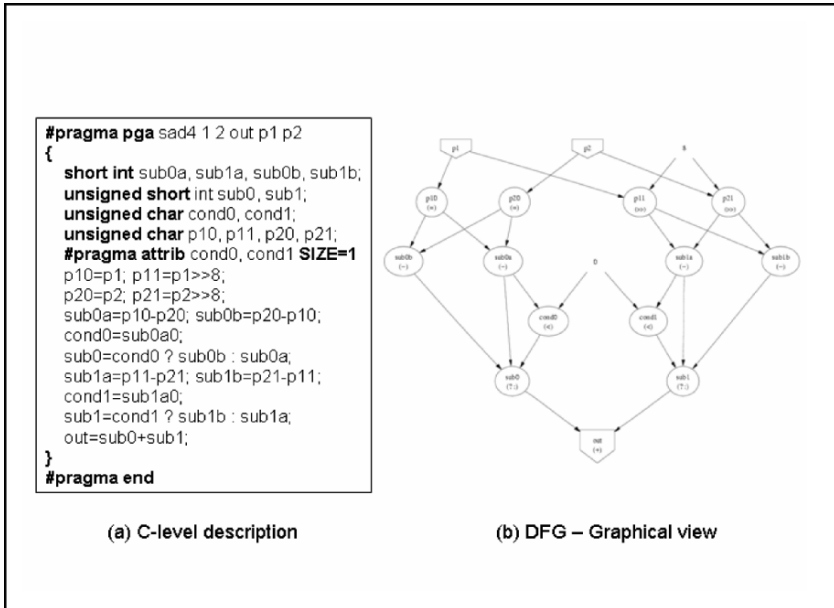 #pragma pga sad4 1 2 out p1 p2
{
short int sub0a, sub1a, sub0b, sub1b;
unsigned short int sub0, sub1;
unsigned char cond0, cond1;
unsigned char p10, p11, p20, p21;
#pragma attrib cond0, cond1 SIZE=1
p10=p1; p11=p1>>8;
p20=p2; p21=p2>>8;
sub0a=p10-p20; sub0b=p20-p10;
cond0=sub0a0;
sub0=cond0 ? sub0b : sub0a;
sub1a=p11-p21; sub1b=p21-p11;
cond1=sub1a0;
sub1=cond1 ? sub1b : sub1a;
out=sub0+sub1;
}
#pragma end
(a) C-level description
p1
p2
8
p10
(=)
p20
(=)
p11
(>>)
p21
(>>)
sub0b
(-)
sub0a
(-)
0
sub1a
(-)
sub1b
(-)
cond0
(<)
cond1
(<)
sub0
(?:)
sub1
(?:)
out
(+)
(b) DFG – Graphical view